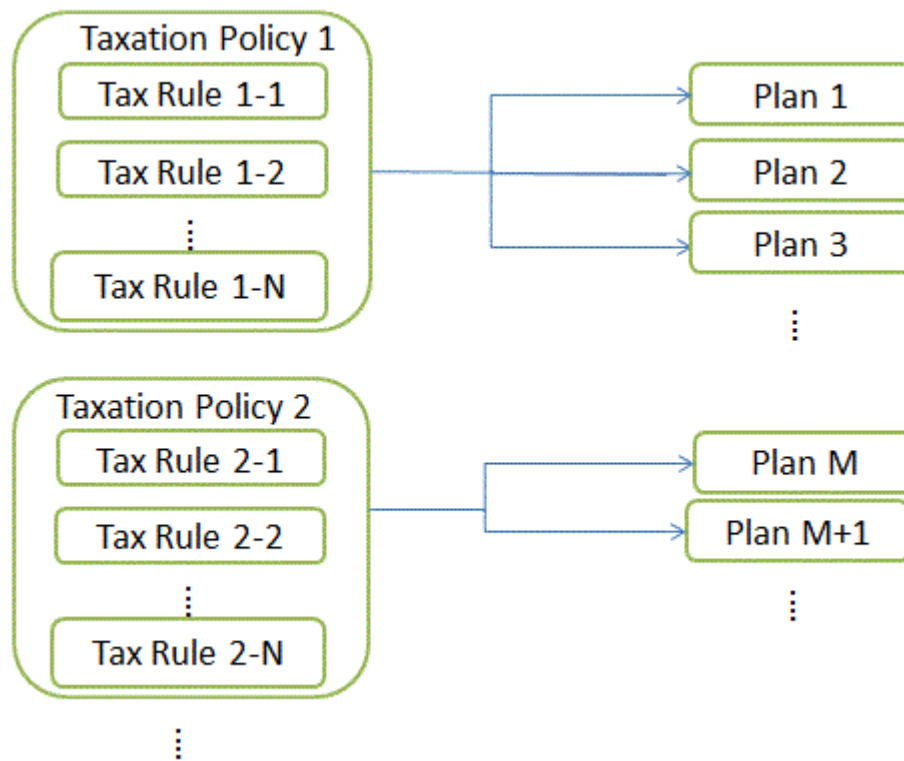 Taxation Policy 1
Tax Rule 1-1
Tax Rule 1-2
Tax Rule 1-N
Plan 1
Plan 2
Plan 3
Taxation Policy 2
Tax Rule 2-1
Tax Rule 2-2
Tax Rule 2-N
Plan M
Plan M+1